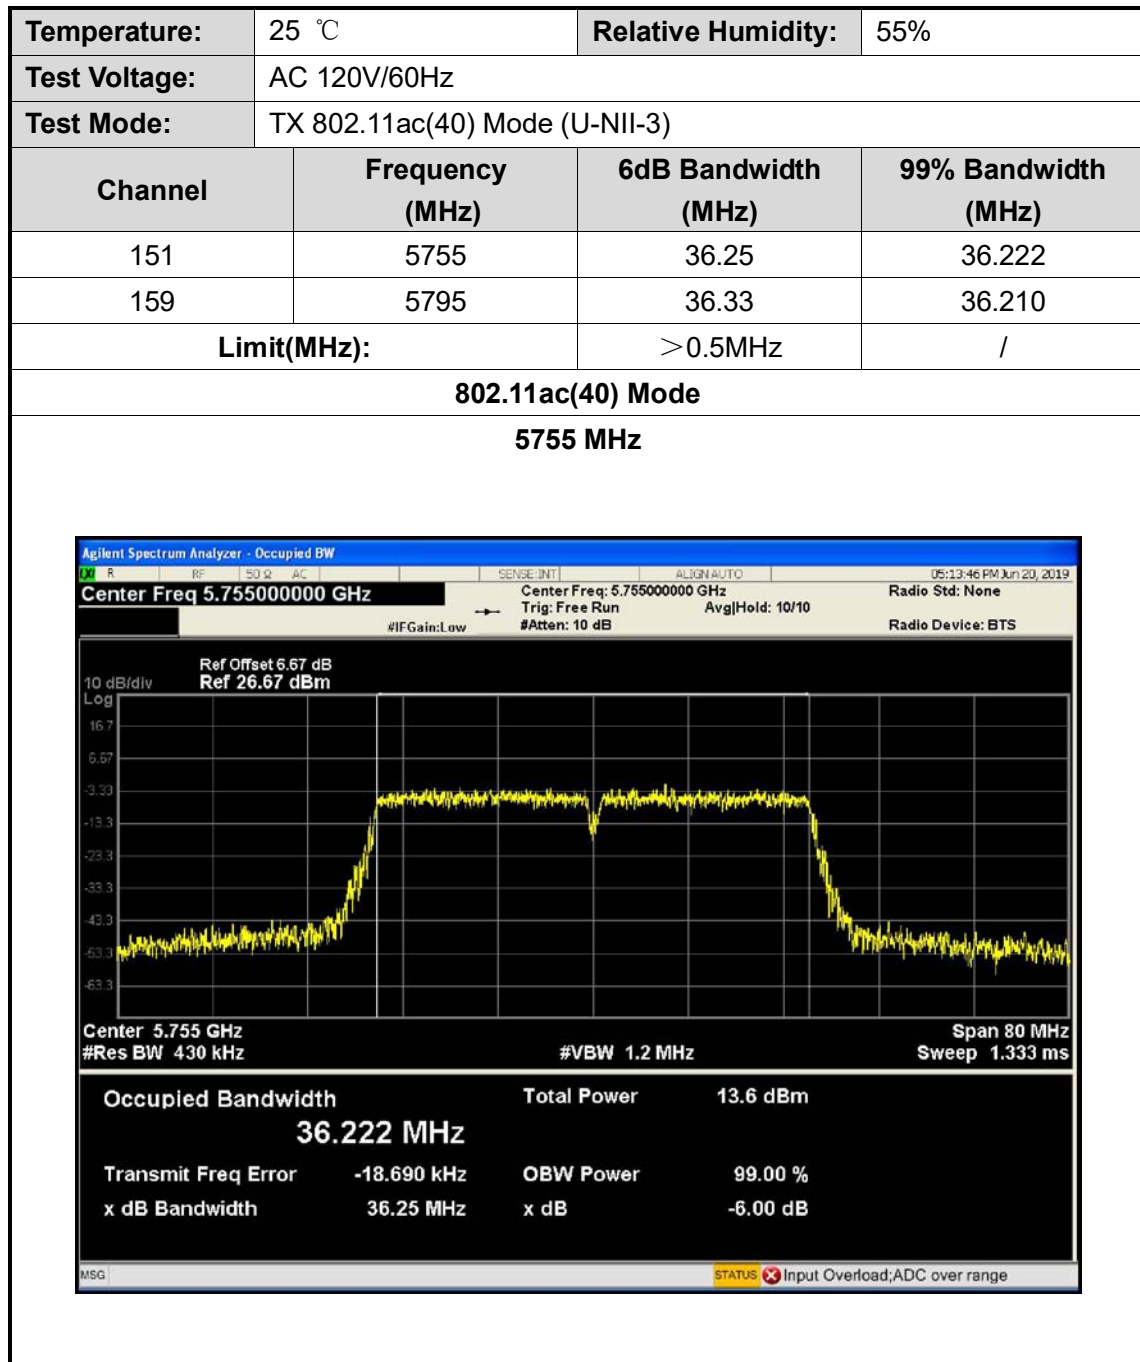 Temperature: 25 ℃ Relative Humidity: 55%
Test Voltage: AC 120V/60Hz
Test Mode: TX 802.11ac(40) Mode (U-NII-3)
Channel Frequency (MHz) 6dB Bandwidth (MHz) 99% Bandwidth (MHz)
151 5755 36.25 36.222
159 5795 36.33 36.210
Limit(MHz): ＞0.5MHz /
802.11ac(40) Mode
5755 MHz
Agilent Spectrum Analyzer - Occupied BW
LXI R RF 50 Ω AC SENSE:INT ALIGN AUTO 05:13:46 PM Jun 20, 2019
Center Freq 5.755000000 GHz Center Freq: 5.755000000 GHz Radio Std: None
Trig: Free Run Avg|Hold: 10/10
#IFGain:Low #Atten: 10 dB Radio Device: BTS
Ref Offset 6.67 dB
10 dB/div Ref 26.67 dBm
Log
16.7
6.67
-3.33
-13.3
-23.3
-33.3
-43.3
-53.3
-63.3
Center 5.755 GHz Span 80 MHz
#Res BW 430 kHz #VBW 1.2 MHz Sweep 1.333 ms
Occupied Bandwidth Total Power 13.6 dBm
36.222 MHz
Transmit Freq Error -18.690 kHz OBW Power 99.00 %
x dB Bandwidth 36.25 MHz x dB -6.00 dB
MSG STATUS Input Overload;ADC over range